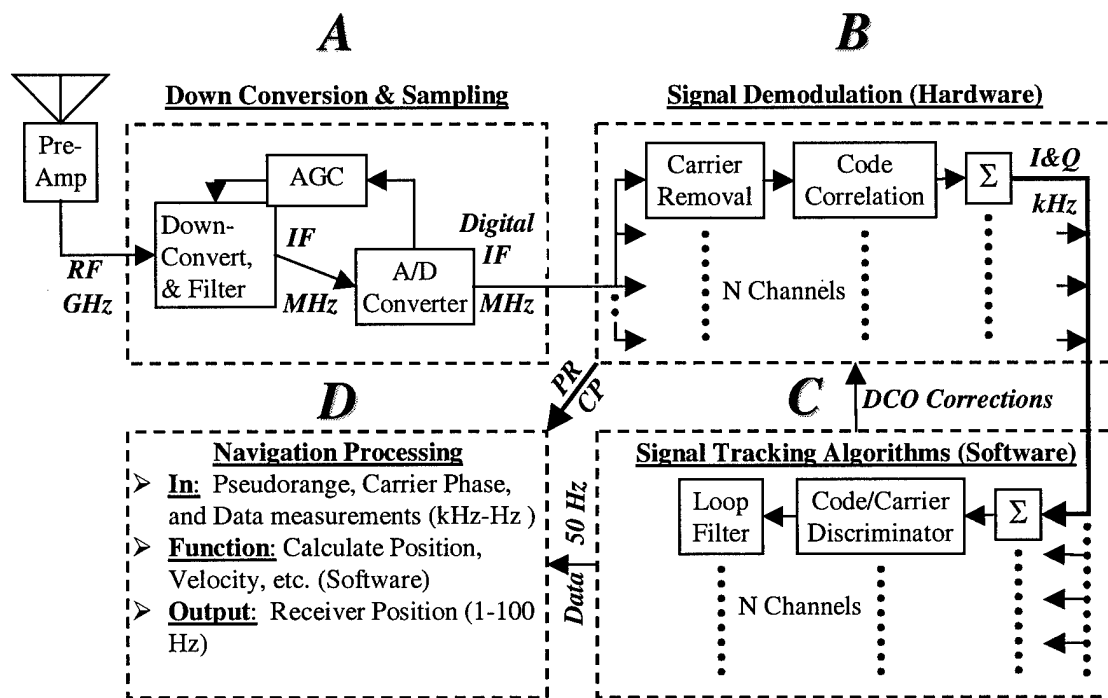 A
B
Down Conversion & Sampling
Signal Demodulation (Hardware)
Pre-
Amp
AGC
Down-
Convert,
& Filter
RF
GHz
IF
MHz
A/D
Converter
Digital
IF
MHz
Carrier
Removal
Code
Correlation
Σ
I&Q
kHz
N Channels
PR
CP
D
C
DCO Corrections
Navigation Processing
➢ In: Pseudorange, Carrier Phase,
and Data measurements (kHz-Hz )
➢ Function: Calculate Position,
Velocity, etc. (Software)
➢ Output: Receiver Position (1-100
Hz)
Data 50 Hz
Signal Tracking Algorithms (Software)
Loop
Filter
Code/Carrier
Discriminator
Σ
N Channels